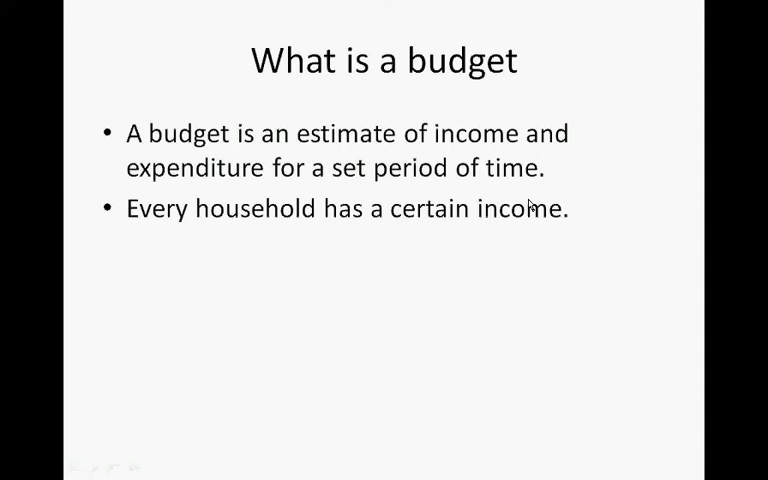 What is a budget
• A budget is an estimate of income and
expenditure for a set period of time.
• Every household has a certain income.